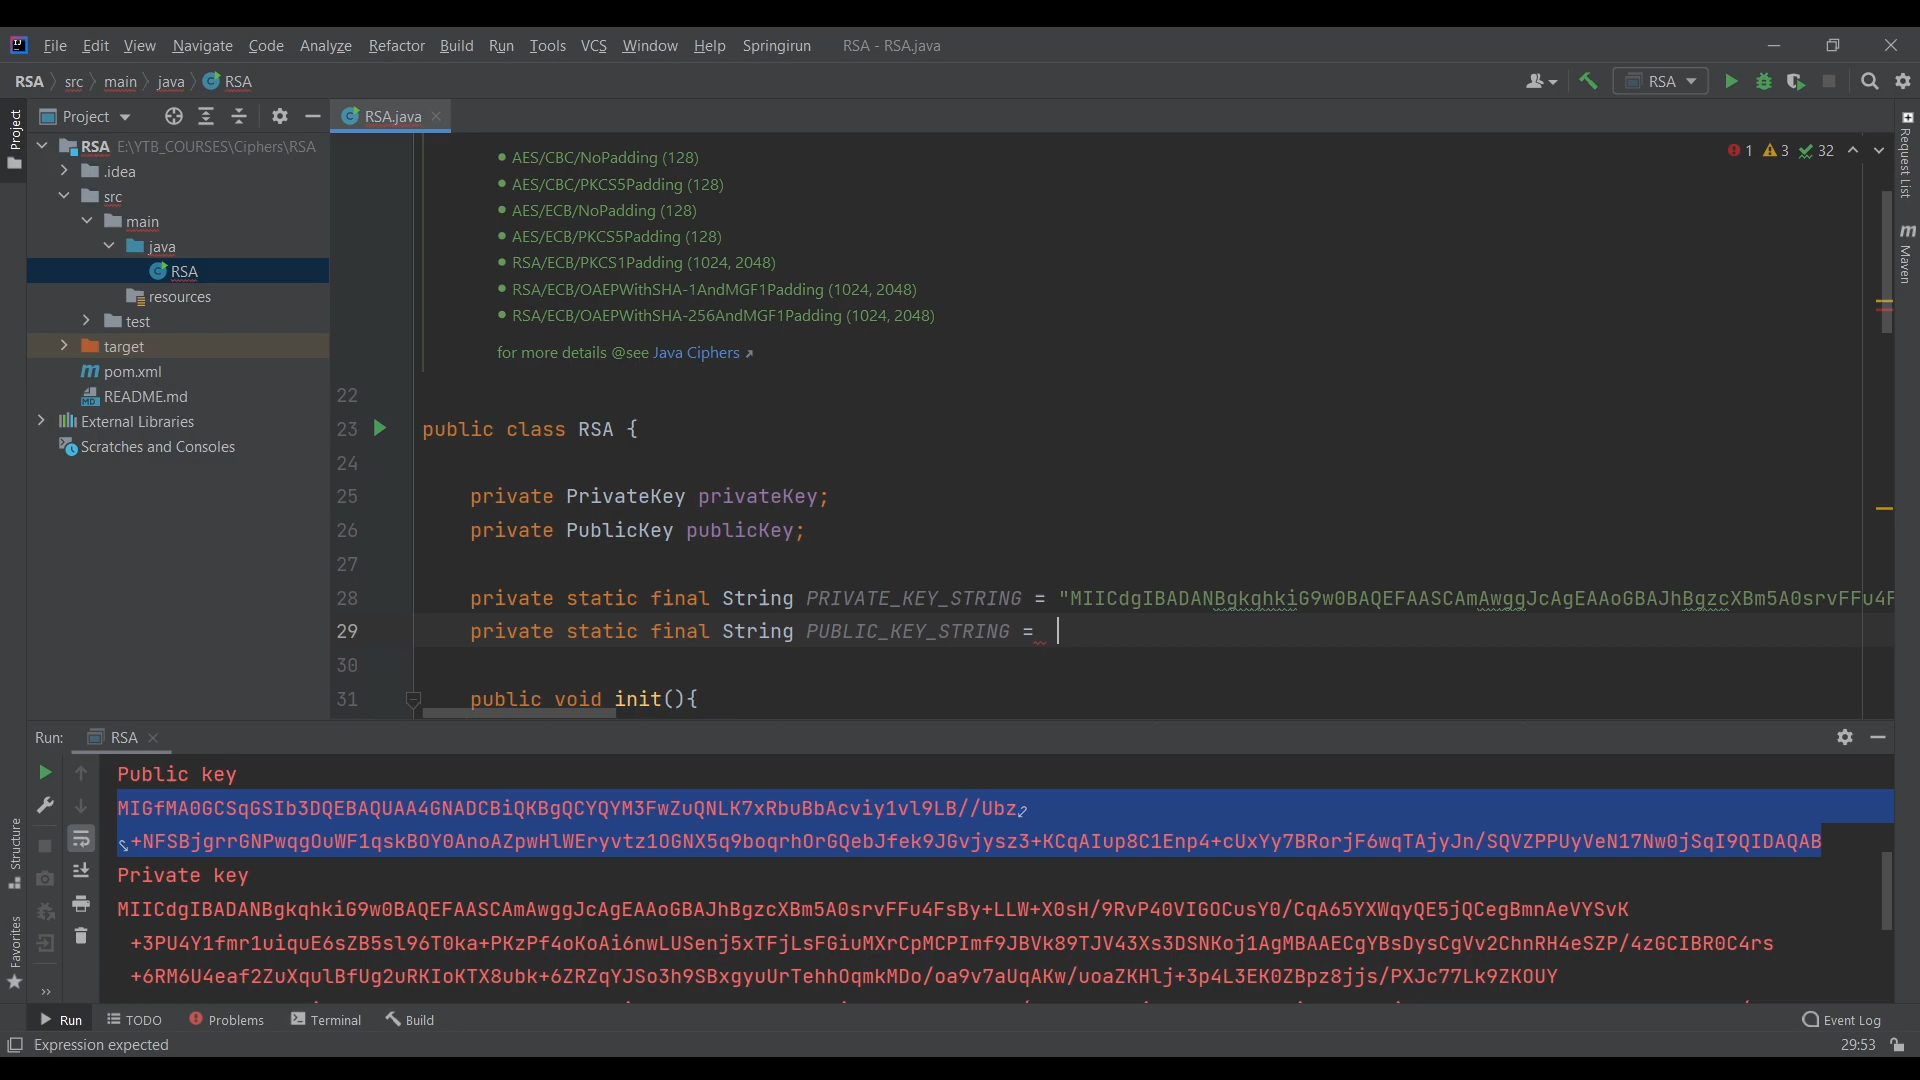 File Edit View Navigate Code Analyze Refactor Build Run Tools VCS Window Help Springirun RSA - RSA.java
RSA src main java RSA
RSA
Project
RSA.java
RSA E:\YTB_COURSES\Ciphers\RSA
.idea
src
main
java
RSA
resources
test
target
pom.xml
README.md
External Libraries
Scratches and Consoles
Project
Structure
Favorites
Request List
Maven
1 3 32
AES/CBC/NoPadding (128)
AES/CBC/PKCS5Padding (128)
AES/ECB/NoPadding (128)
AES/ECB/PKCS5Padding (128)
RSA/ECB/PKCS1Padding (1024, 2048)
RSA/ECB/OAEPWithSHA-1AndMGF1Padding (1024, 2048)
RSA/ECB/OAEPWithSHA-256AndMGF1Padding (1024, 2048)
for more details @see Java Ciphers
22
23 public class RSA {
24
25 private PrivateKey privateKey;
26 private PublicKey publicKey;
27
28 private static final String PRIVATE_KEY_STRING = "MIICdgIBADANBgkqhkiG9w0BAQEFAASCAmAwggJcAgEAAoGBAJhBgzcXBm5A0srvFFu4F
29 private static final String PUBLIC_KEY_STRING =
30
31 public void init(){
Run: RSA
Public key
MIGfMA0GCSqGSIb3DQEBAQUAA4GNADCBiQKBgQCYQYM3FwZuQNLK7xRbuBbAcviy1vl9LB//Ubz
+NFSBjgrrGNPwqgOuWF1qskBOY0AnoAZpwHlWEryvtz1OGNX5q9boqrhOrGQebJfek9JGvjysz3+KCqAIup8C1Enp4+cUxYy7BRorjF6wqTAjyJn/SQVZPPUyVeN17Nw0jSqI9QIDAQAB
Private key
MIICdgIBADANBgkqhkiG9w0BAQEFAASCAmAwggJcAgEAAoGBAJhBgzcXBm5A0srvFFu4FsBy+LLW+X0sH/9RvP40VIGOCusY0/CqA65YXWqyQE5jQCegBmnAeVYSvK
+3PU4Y1fmr1uiquE6sZB5sl96T0ka+PKzPf4oKoAi6nwLUSenj5xTFjLsFGiuMXrCpMCPImf9JBVk89TJV43Xs3DSNKoj1AgMBAAECgYBsDysCgVv2ChnRH4eSZP/4zGCIBR0C4rs
+6RM6U4eaf2ZuXqulBfUg2uRKIoKTX8ubk+6ZRZqYJSo3h9SBxgyuUrTehhOqmkMDo/oa9v7aUqAKw/uoaZKHlj+3p4L3EK0ZBpz8jjs/PXJc77Lk9ZKOUY
Run TODO Problems Terminal Build Event Log
Expression expected 29:53